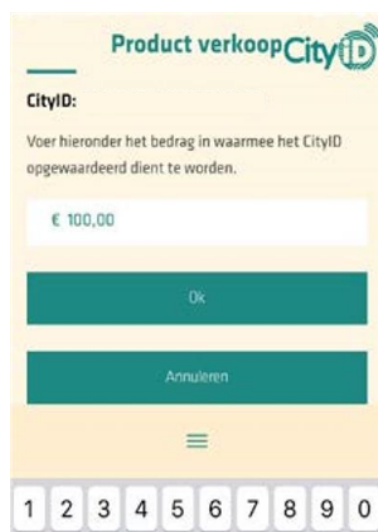 Product verkoop CityiD
CityID:
Voer hieronder het bedrag in waarmee het CityID
opgewaardeerd dient te worden.
€ 100,00
Ok
Annuleren
1 2 3 4 5 6 7 8 9 0